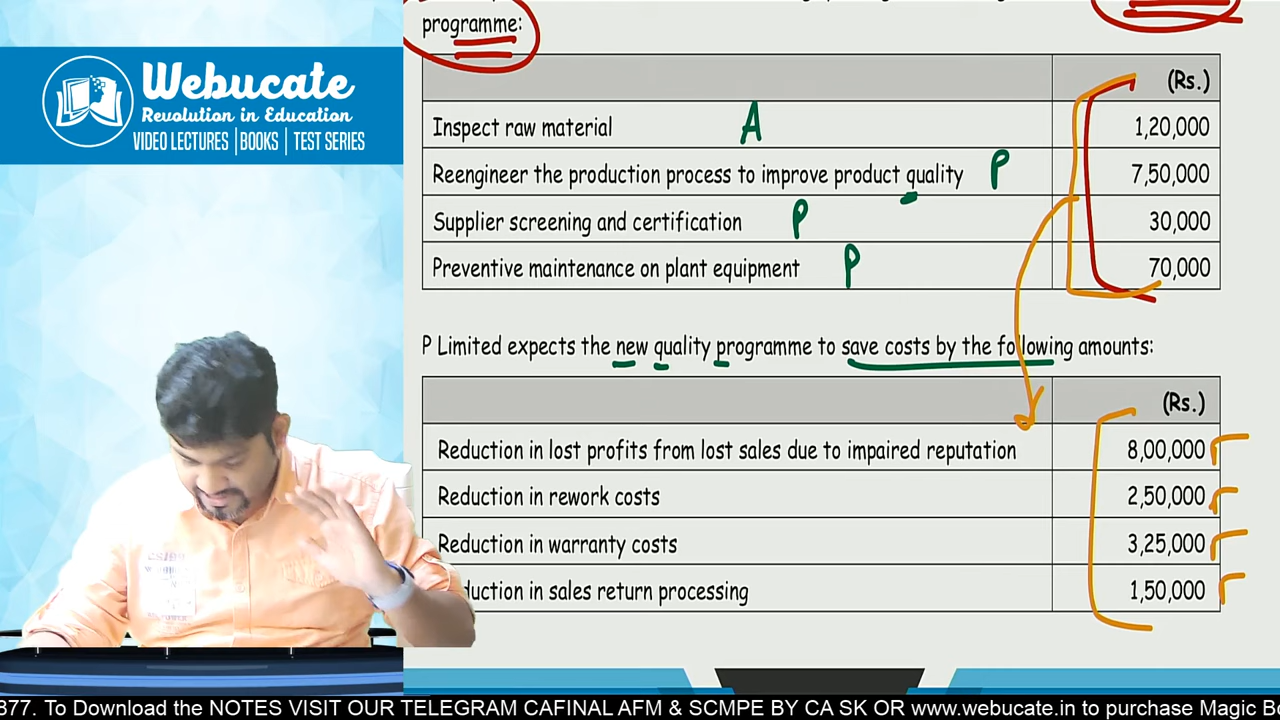 programme:
Webucate
Revolution in Education
VIDEO LECTURES | BOOKS | TEST SERIES
(Rs.)
Inspect raw material A 1,20,000
Reengineer the production process to improve product quality P 7,50,000
Supplier screening and certification P 30,000
Preventive maintenance on plant equipment P 70,000
P Limited expects the new quality programme to save costs by the following amounts:
(Rs.)
Reduction in lost profits from lost sales due to impaired reputation 8,00,000
Reduction in rework costs 2,50,000
Reduction in warranty costs 3,25,000
duction in sales return processing 1,50,000
877. To Download the NOTES VISIT OUR TELEGRAM CAFINAL AFM & SCMPE BY CA SK OR www.webucate.in to purchase Magic Bo